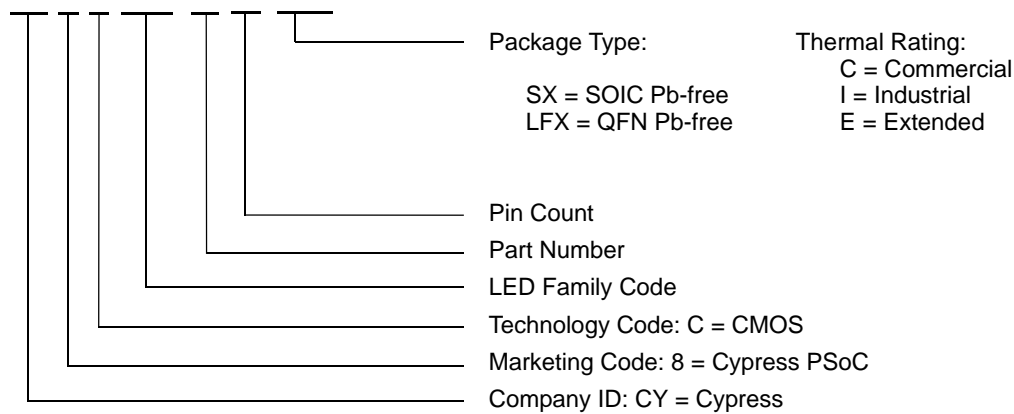 Package Type: Thermal Rating:
C = Commercial
SX = SOIC Pb-free I = Industrial
LFX = QFN Pb-free E = Extended
Pin Count
Part Number
LED Family Code
Technology Code: C = CMOS
Marketing Code: 8 = Cypress PSoC
Company ID: CY = Cypress